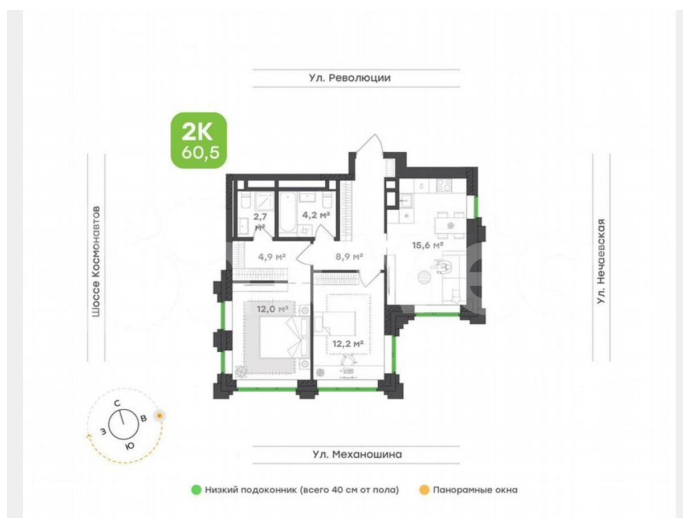 Ул. Революции
2К
60,5
2,7 м²
4,2 м²
15,6 м²
4,9 м²
8,9 м²
12,0 м²
12,2 м²
Шоссе Космонавтов
Ул. Нечаевская
С
В
З
Ю
Ул. Механошина
Низкий подоконник (всего 40 см от пола)
Панорамные окна